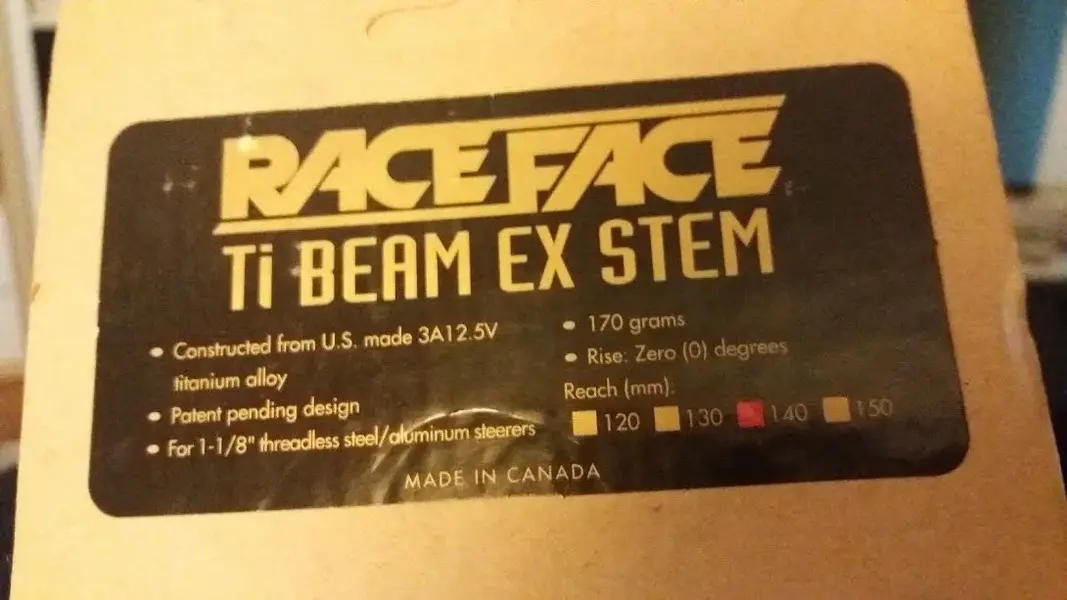 RACEFACE
Ti BEAM EX STEM
• Constructed from U.S. made 3A12.5V
titanium alloy
• Patent pending design
• For 1-1/8" threadless steel/aluminum steerers
• 170 grams
• Rise: Zero (0) degrees
Reach (mm):
120 130 140 150
MADE IN CANADA